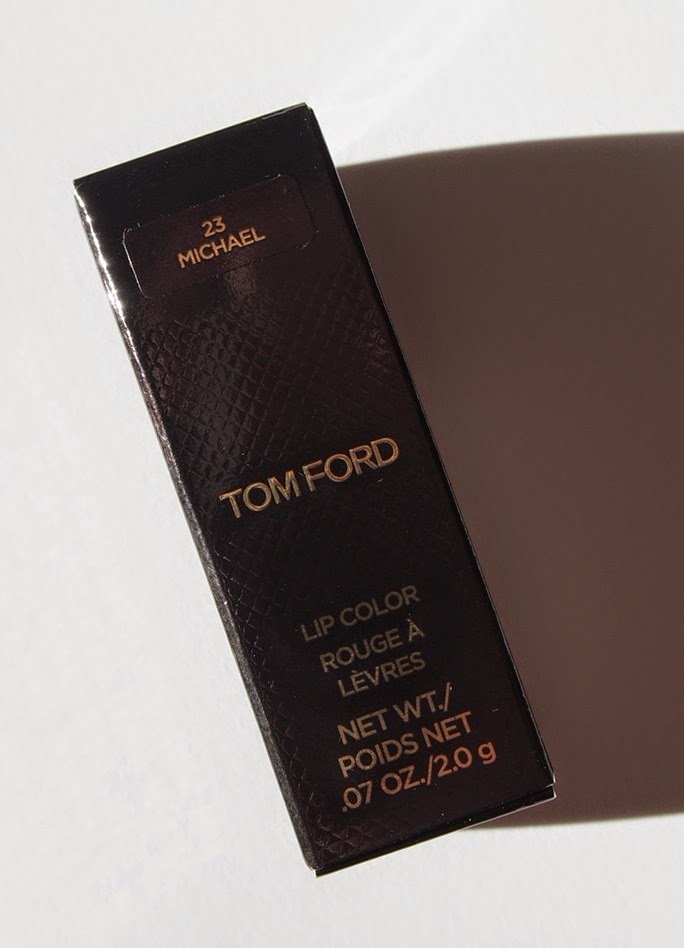 23
MICHAEL
TOM FORD
LIP COLOR
ROUGE À
LÈVRES
NET WT./
POIDS NET
.07 OZ./2.0 g